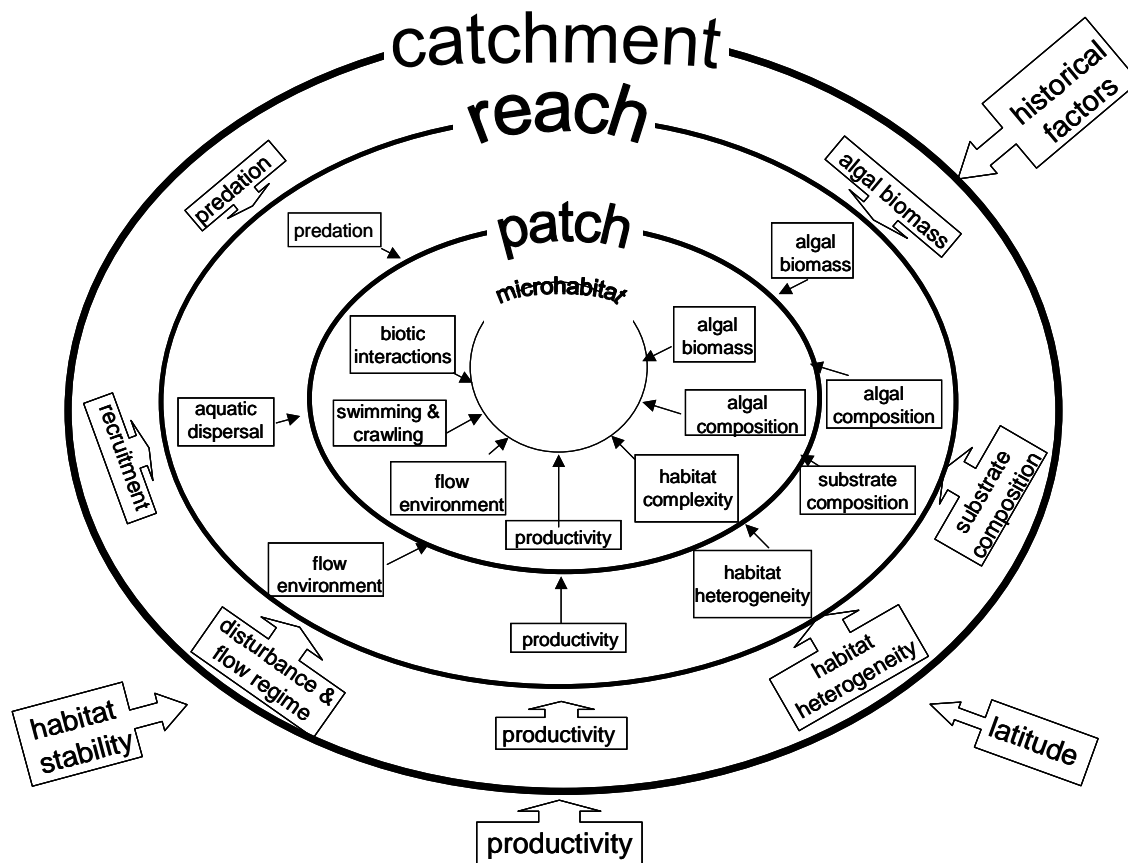 catchment
reach
historical
factors
predation
algal biomass
predation
patch
algal
biomass
microhabitat
biotic
interactions
algal
biomass
aquatic
dispersal
swimming &
crawling
algal
composition
algal
composition
recruitment
flow
environment
habitat
complexity
substrate
composition
substrate
composition
productivity
flow
environment
habitat
heterogeneity
productivity
disturbance &
flow regime
habitat
heterogeneity
habitat
stability
productivity
latitude
productivity